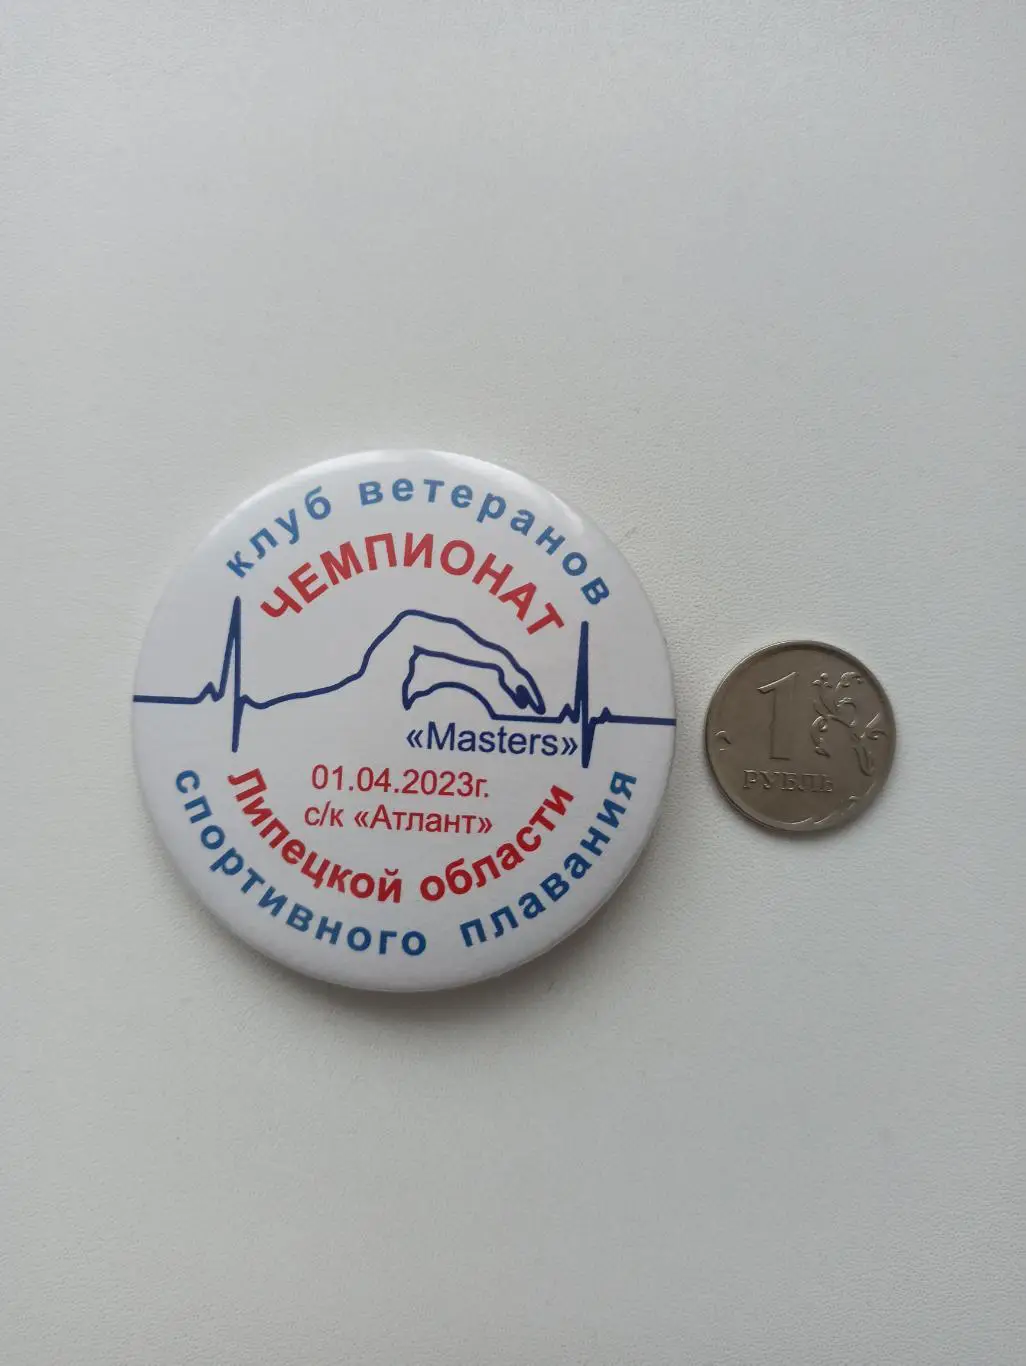 клуб ветеранов
ЧЕМПИОНАТ
«Masters»
01.04.2023г.
с/к «Атлант»
Липецкой области
спортивного плавания
1
РУБЛЬ